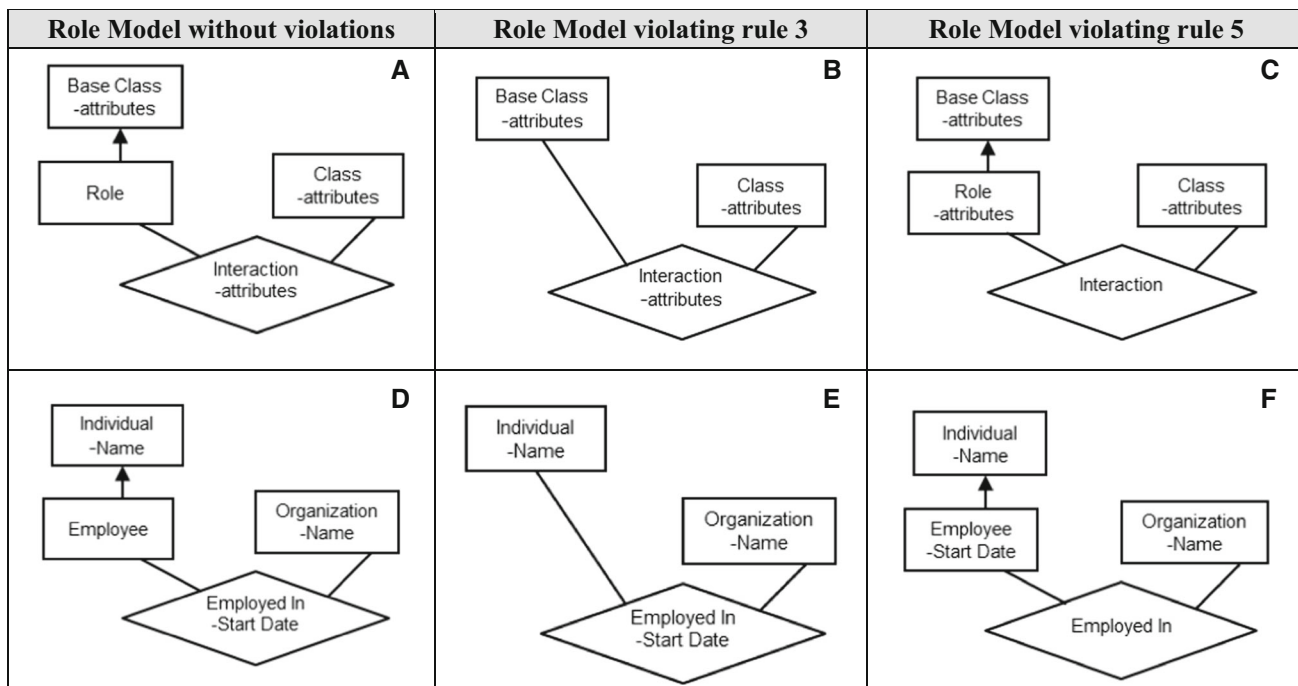 Role Model without violations
Role Model violating rule 3
Role Model violating rule 5
A
Base Class
-attributes
Role
Class
-attributes
Interaction
-attributes
B
Base Class
-attributes
Class
-attributes
Interaction
-attributes
C
Base Class
-attributes
Role
-attributes
Class
-attributes
Interaction
D
Individual
-Name
Employee
Organization
-Name
Employed In
-Start Date
E
Individual
-Name
Organization
-Name
Employed In
-Start Date
F
Individual
-Name
Employee
-Start Date
Organization
-Name
Employed In